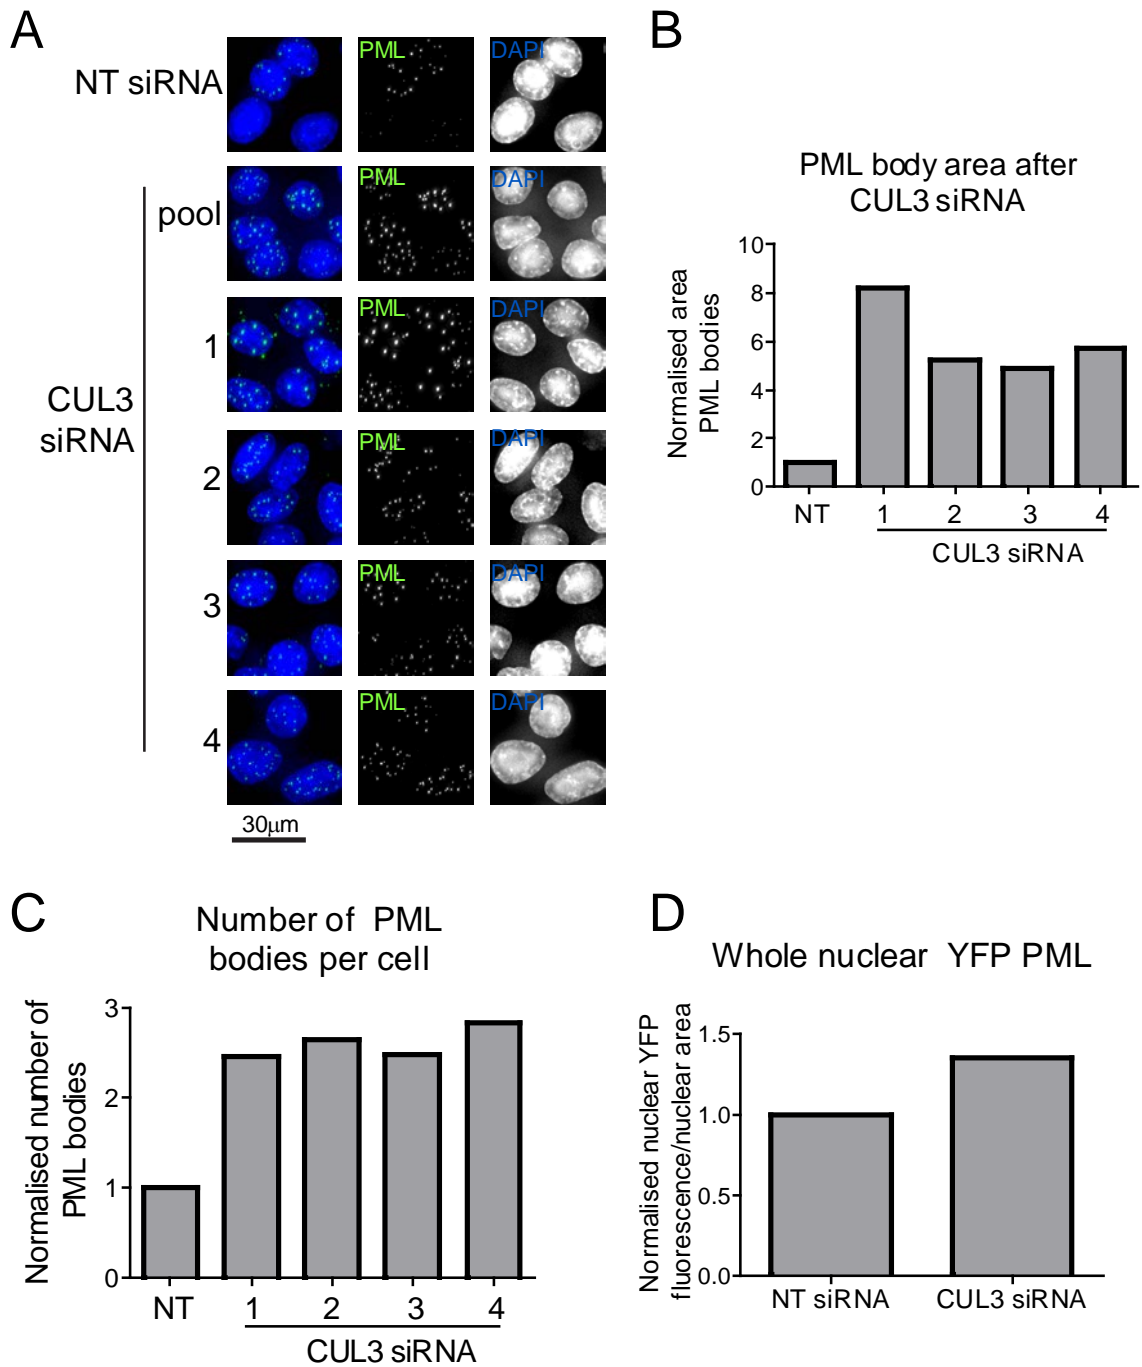 A
NT siRNA
PML
DAPI
pool
PML
DAPI
1
PML
DAPI
CUL3
siRNA
2
PML
DAPI
3
PML
DAPI
4
PML
DAPI
30μm
B
PML body area after
CUL3 siRNA
Normalised area
PML bodies
10
8
6
4
2
0
NT
1
2
3
4
CUL3 siRNA
C
Number of PML
bodies per cell
Normalised number of
PML bodies
3
2
1
0
NT
1
2
3
4
CUL3 siRNA
D
Whole nuclear YFP PML
Normalised nuclear YFP
fluorescence/nuclear area
1.5
1.0
0.5
0.0
NT siRNA
CUL3 siRNA